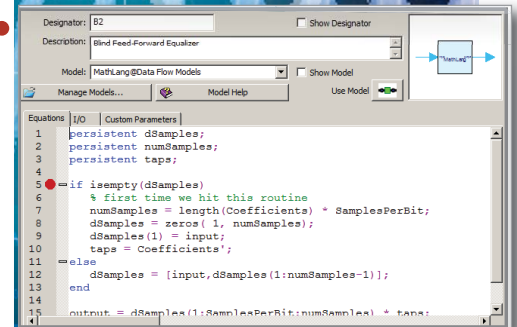 Designator: B2 Show Designator
Description: Blind Feed-Forward Equalizer
Model: MathLang@Data Flow Models Show Model
Manage Models... Model Help Use Model
"MathLang"
Equations I/O Custom Parameters
1 persistent dSamples;
2 persistent numSamples;
3 persistent taps;
4
5 if isempty(dSamples)
6 % first time we hit this routine
7 numSamples = length(Coefficients) * SamplesPerBit;
8 dSamples = zeros( 1, numSamples);
9 dSamples(1) = input;
10 taps = Coefficients';
11 else
12 dSamples = [input,dSamples(1:numSamples-1)];
13 end
14
15 output = dSamples(1:SamplesPerBit:numSamples) * taps;